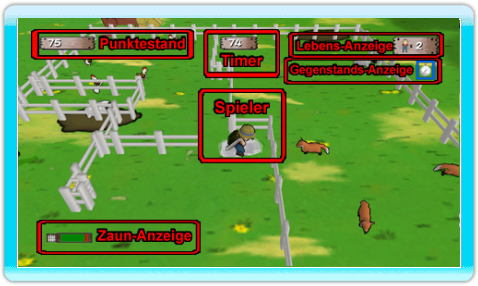 75 Punktestand
74
Timer
Lebens-Anzeige 2
Gegenstands-Anzeige
Spieler
Zaun-Anzeige